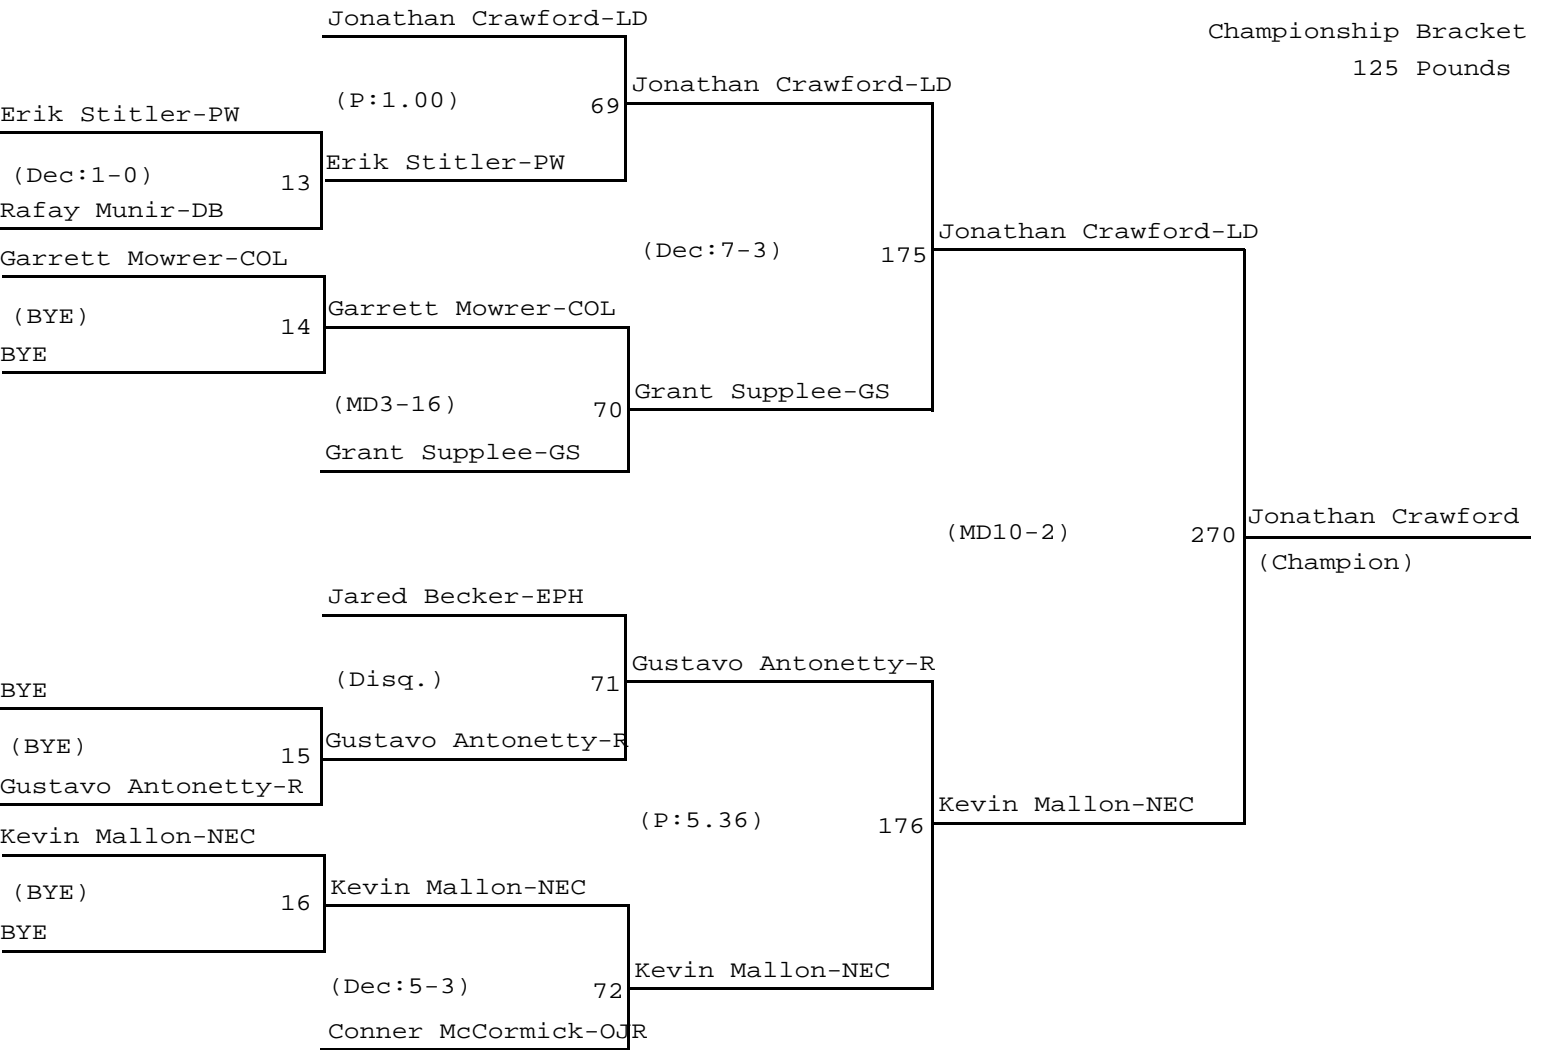 Jonathan Crawford-LD
Championship Bracket
125 Pounds
(P:1.00)
69
Jonathan Crawford-LD
Erik Stitler-PW
(Dec:1-0)
13
Erik Stitler-PW
Rafay Munir-DB
(Dec:7-3)
175
Jonathan Crawford-LD
Garrett Mowrer-COL
(BYE)
14
Garrett Mowrer-COL
BYE
(MD3-16)
70
Grant Supplee-GS
Grant Supplee-GS
(MD10-2)
270
Jonathan Crawford
(Champion)
Jared Becker-EPH
(Disq.)
71
Gustavo Antonetty-R
BYE
(BYE)
15
Gustavo Antonetty-R
Gustavo Antonetty-R
(P:5.36)
176
Kevin Mallon-NEC
Kevin Mallon-NEC
(BYE)
16
Kevin Mallon-NEC
BYE
(Dec:5-3)
72
Kevin Mallon-NEC
Conner McCormick-OJR